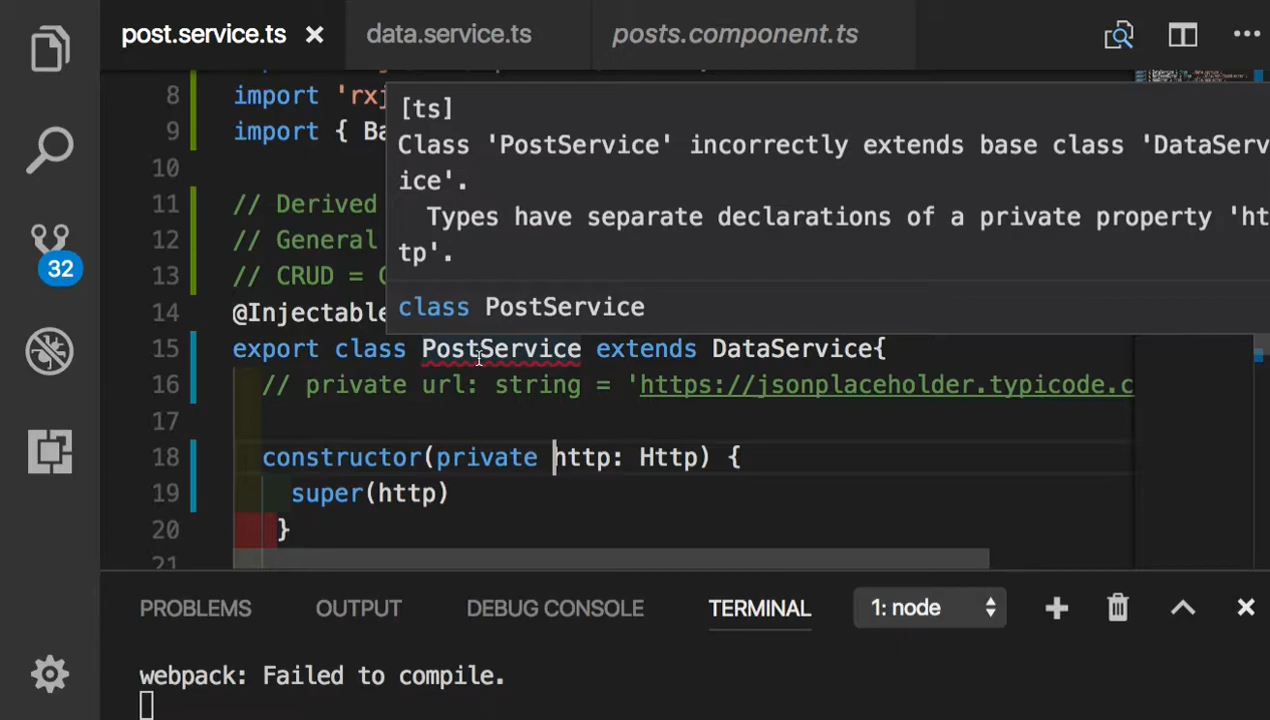 post.service.ts
data.service.ts
posts.component.ts
8 import 'rxj
9 import { Ba
[ts]
Class 'PostService' incorrectly extends base class 'DataServ
ice'.
Types have separate declarations of a private property 'ht
tp'.
class PostService
10
11 // Derived
12 // General
13 // CRUD =
14 @Injectable
15 export class PostService extends DataService{
16 // private url: string = 'https://jsonplaceholder.typicode.c
17
18 constructor(private http: Http) {
19 super(http)
20 }
21
32
PROBLEMS
OUTPUT
DEBUG CONSOLE
TERMINAL
1: node
webpack: Failed to compile.